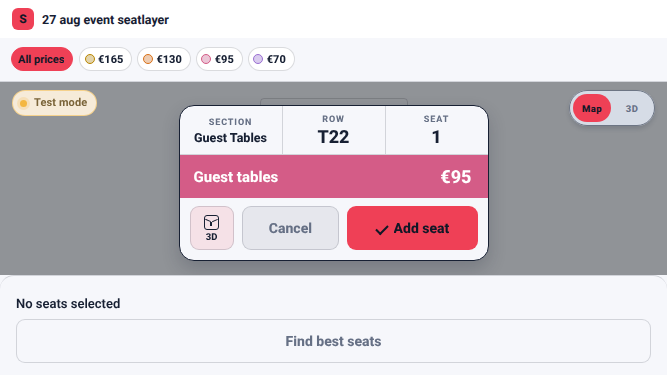 S
27 aug event seatlayer
All prices
€165
€130
€95
€70
Test mode
Map
3D
SECTION
Guest Tables
ROW
T22
SEAT
1
Guest tables
€95
3D
Cancel
Add seat
No seats selected
Find best seats